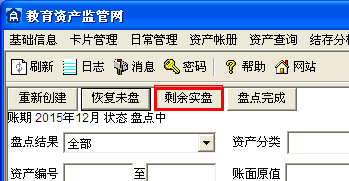 教育资产监管网
基础信息 卡片管理 日常管理 资产帐册 资产查询 结存分析
刷新 日志 消息 密码 帮助 网站
重新创建 恢复未盘 剩余实盘 盘点完成
账期 2015年12月 状态 盘点中
盘点结果 全部 资产分类
资产编号 至 账面原值